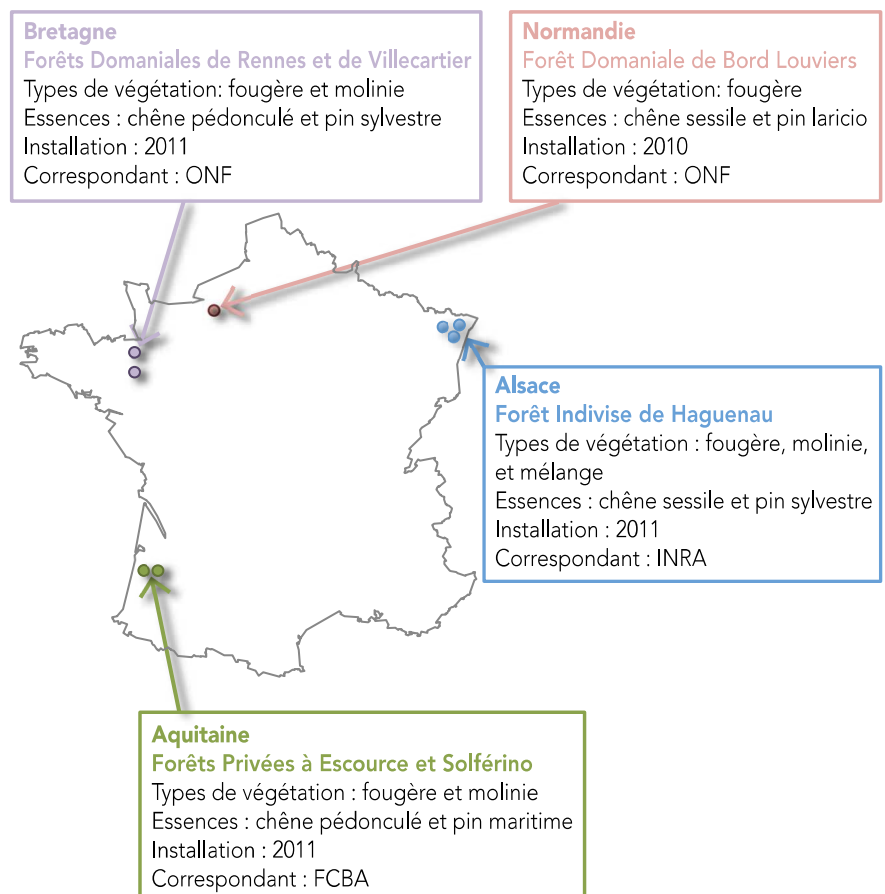 Bretagne
Forêts Domaniales de Rennes et de Villecartier
Types de végétation: fougère et molinie
Essences : chêne pédonculé et pin sylvestre
Installation : 2011
Correspondant : ONF
Normandie
Forêt Domaniale de Bord Louviers
Types de végétation: fougère
Essences : chêne sessile et pin laricio
Installation : 2010
Correspondant : ONF
Alsace
Forêt Indivise de Haguenau
Types de végétation : fougère, molinie,
et mélange
Essences : chêne sessile et pin sylvestre
Installation : 2011
Correspondant : INRA
Aquitaine
Forêts Privées à Escource et Solférino
Types de végétation : fougère et molinie
Essences : chêne pédonculé et pin maritime
Installation : 2011
Correspondant : FCBA